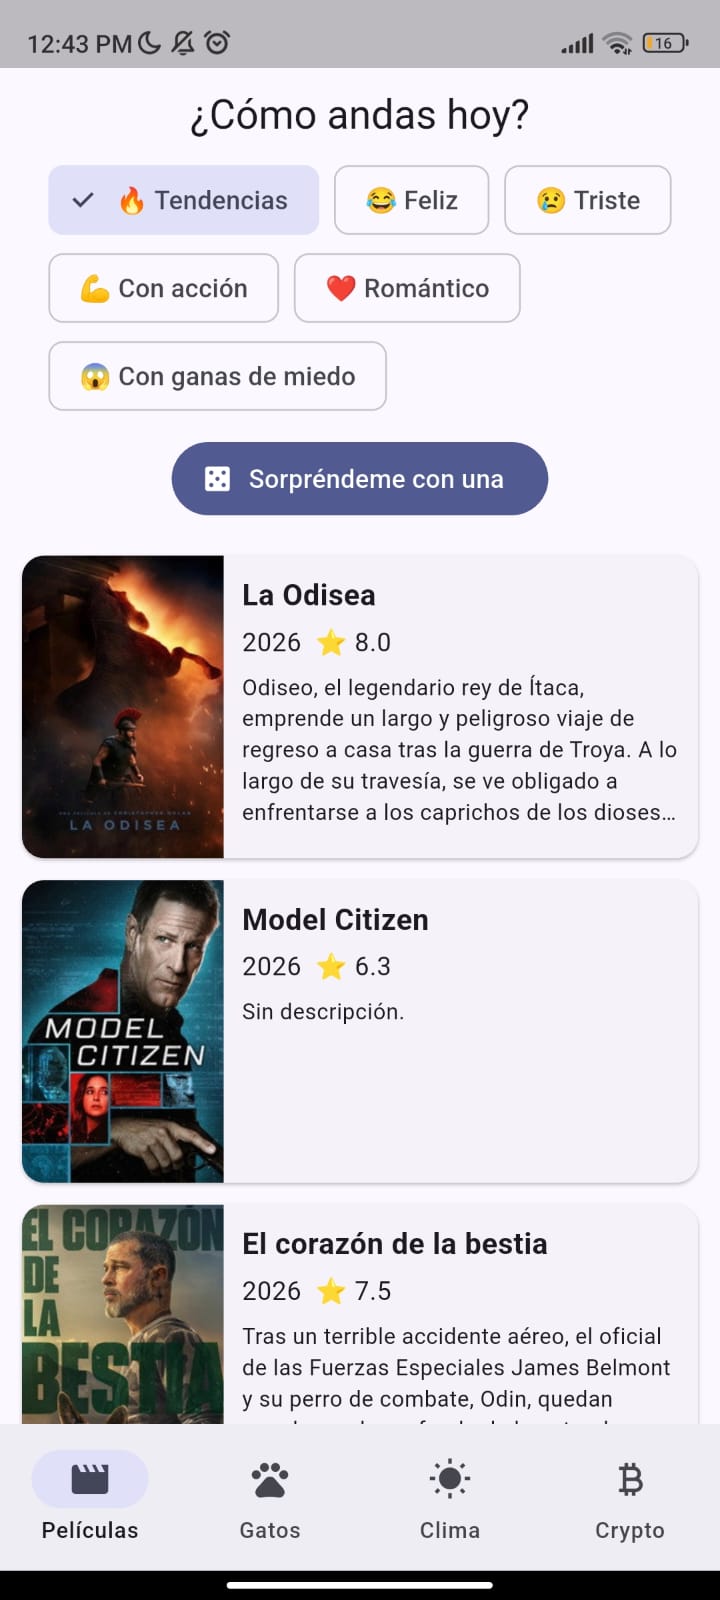 12:43 PM
16
¿Cómo andas hoy?
🔥 Tendencias
😂 Feliz
😢 Triste
💪 Con acción
❤️ Romántico
😱 Con ganas de miedo
Sorpréndeme con una
La Odisea
2026 ⭐ 8.0
Odiseo, el legendario rey de Ítaca,
emprende un largo y peligroso viaje de
regreso a casa tras la guerra de Troya. A lo
largo de su travesía, se ve obligado a
enfrentarse a los caprichos de los dioses…
LA ODISEA
Model Citizen
2026 ⭐ 6.3
Sin descripción.
MODEL
CITIZEN
EL CORAZÓN
DE
LA
BESTIA
El corazón de la bestia
2026 ⭐ 7.5
Tras un terrible accidente aéreo, el oficial
de las Fuerzas Especiales James Belmont
y su perro de combate, Odin, quedan
Películas
Gatos
Clima
Crypto